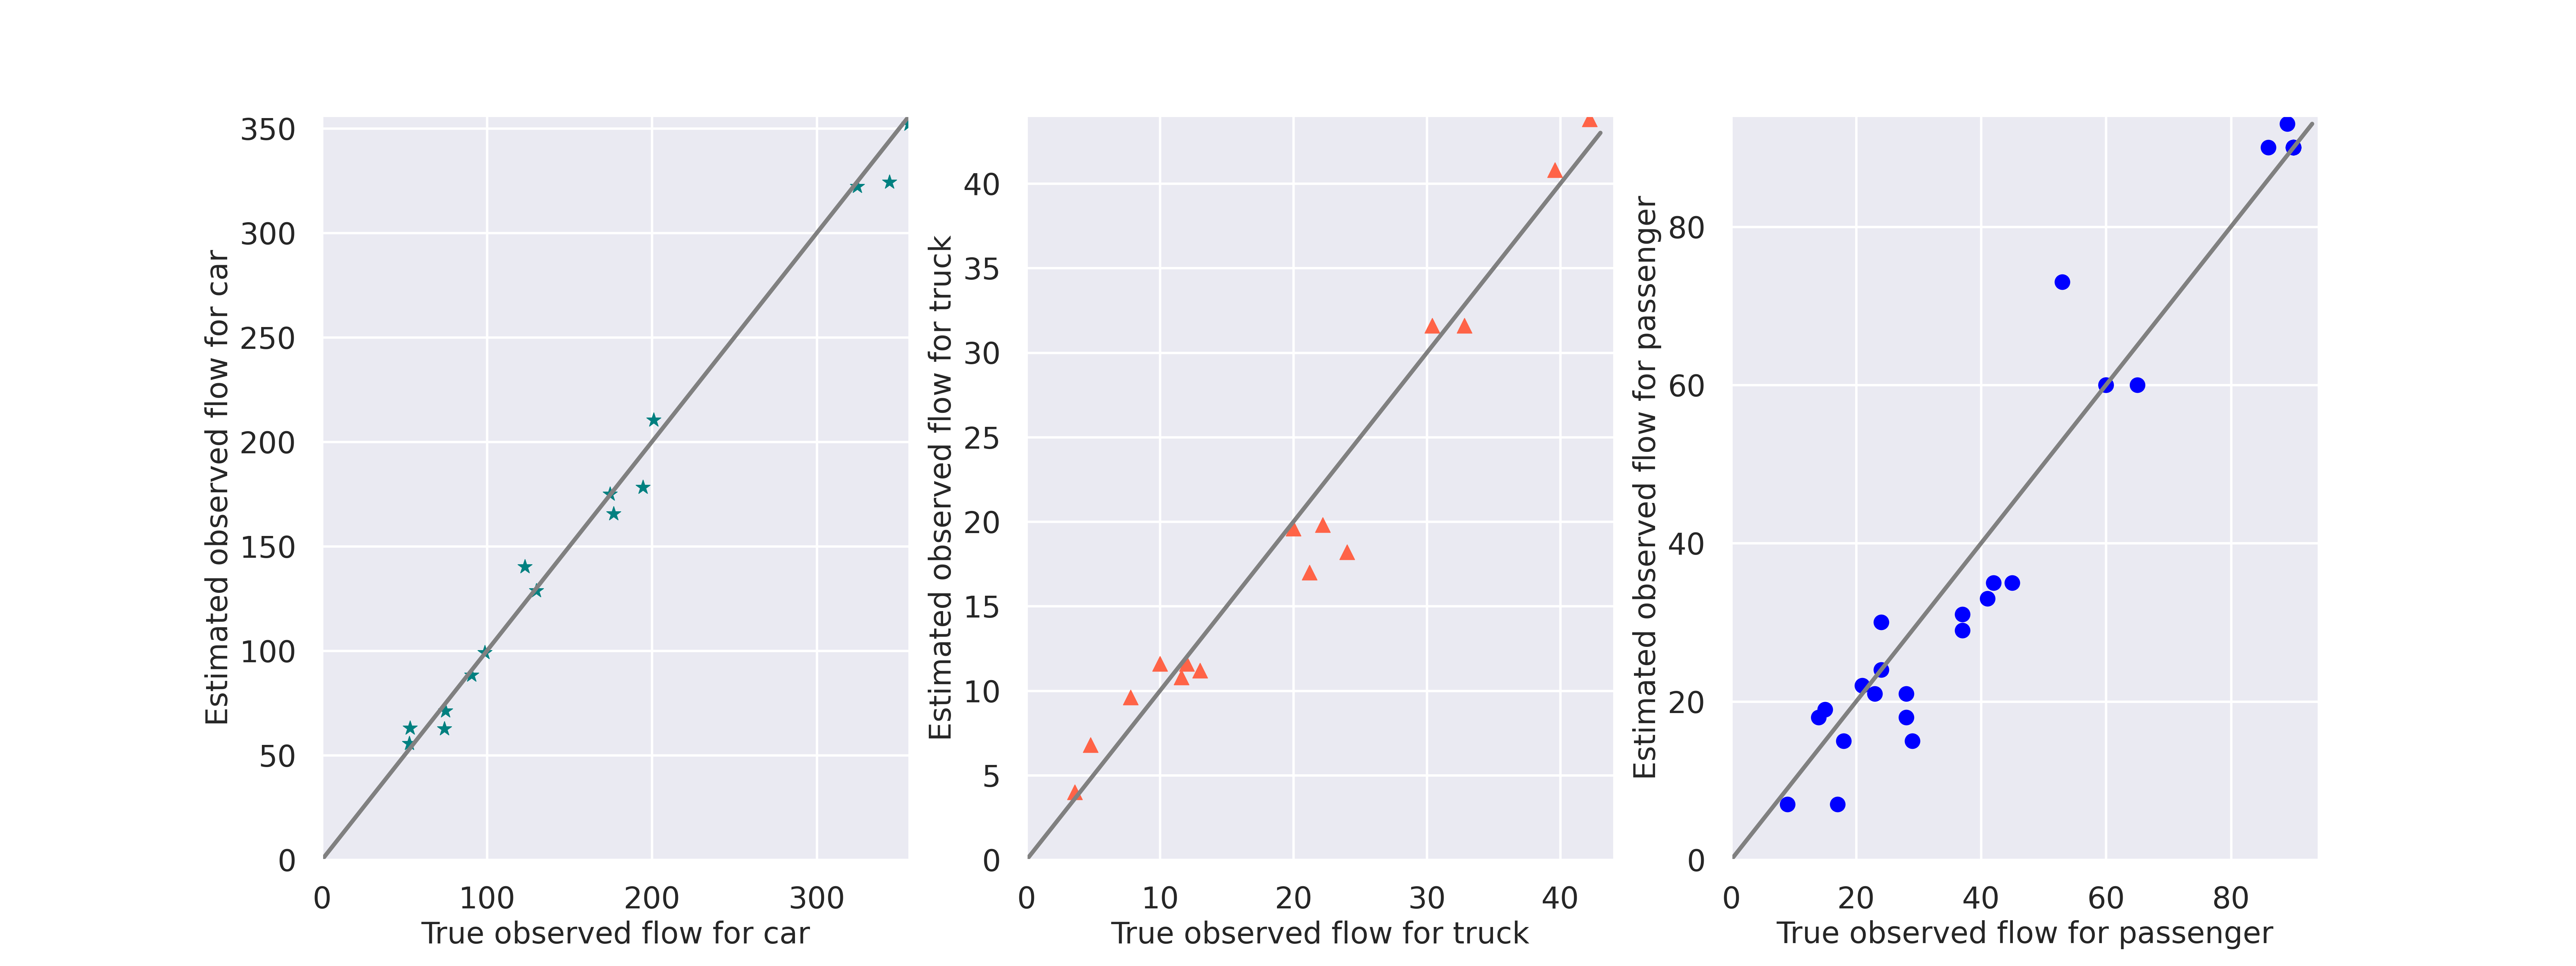 Estimated observed flow for car
350
300
250
200
150
100
50
0
0 100 200 300
True observed flow for car
Estimated observed flow for truck
40
35
30
25
20
15
10
5
0
0 10 20 30 40
True observed flow for truck
Estimated observed flow for passenger
80
60
40
20
0
0 20 40 60 80
True observed flow for passenger